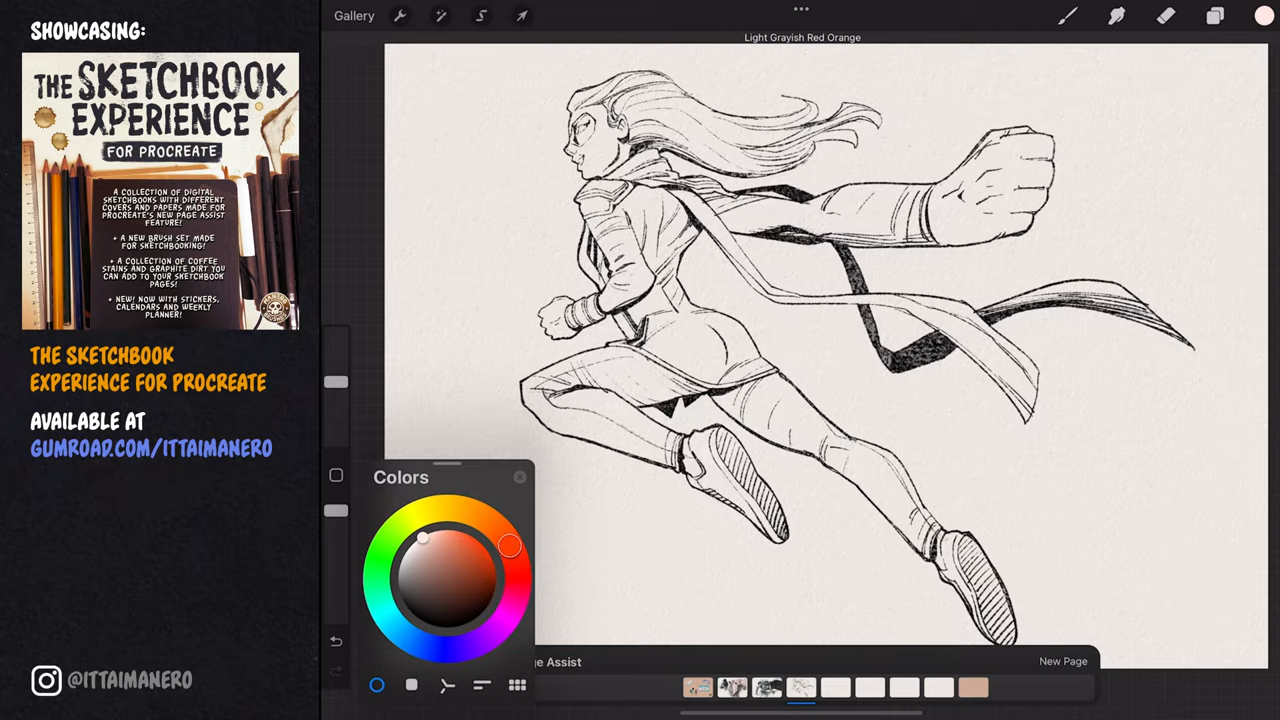 SHOWCASING:
THE SKETCHBOOK
EXPERIENCE
FOR PROCREATE
A COLLECTION OF DIGITAL
SKETCHBOOKS WITH DIFFERENT
COVERS AND PAPERS MADE FOR
PROCREATE'S NEW PAGE ASSIST
FEATURE!
+ A NEW BRUSH SET MADE
FOR SKETCHBOOKING!
+ A COLLECTION OF COFFEE
STAINS AND GRAPHITE DIRT YOU
CAN ADD TO YOUR SKETCHBOOK
PAGES!
+ NEW! NOW WITH STICKERS,
CALENDARS AND WEEKLY
PLANNER!
THE SKETCHBOOK
EXPERIENCE FOR PROCREATE
AVAILABLE AT
GUMROAD.COM/ITTAIMANERO
@ITTAIMANERO
Gallery
Light Grayish Red Orange
Colors
ge Assist
New Page